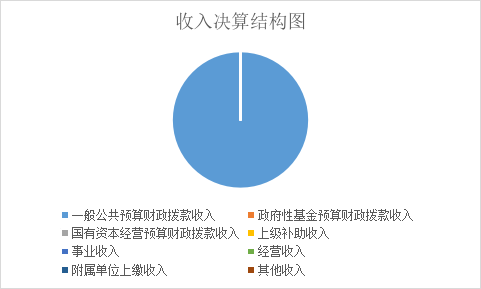 收入决算结构图
一般公共预算财政拨款收入 政府性基金预算财政拨款收入
国有资本经营预算财政拨款收入 上级补助收入
事业收入 经营收入
附属单位上缴收入 其他收入